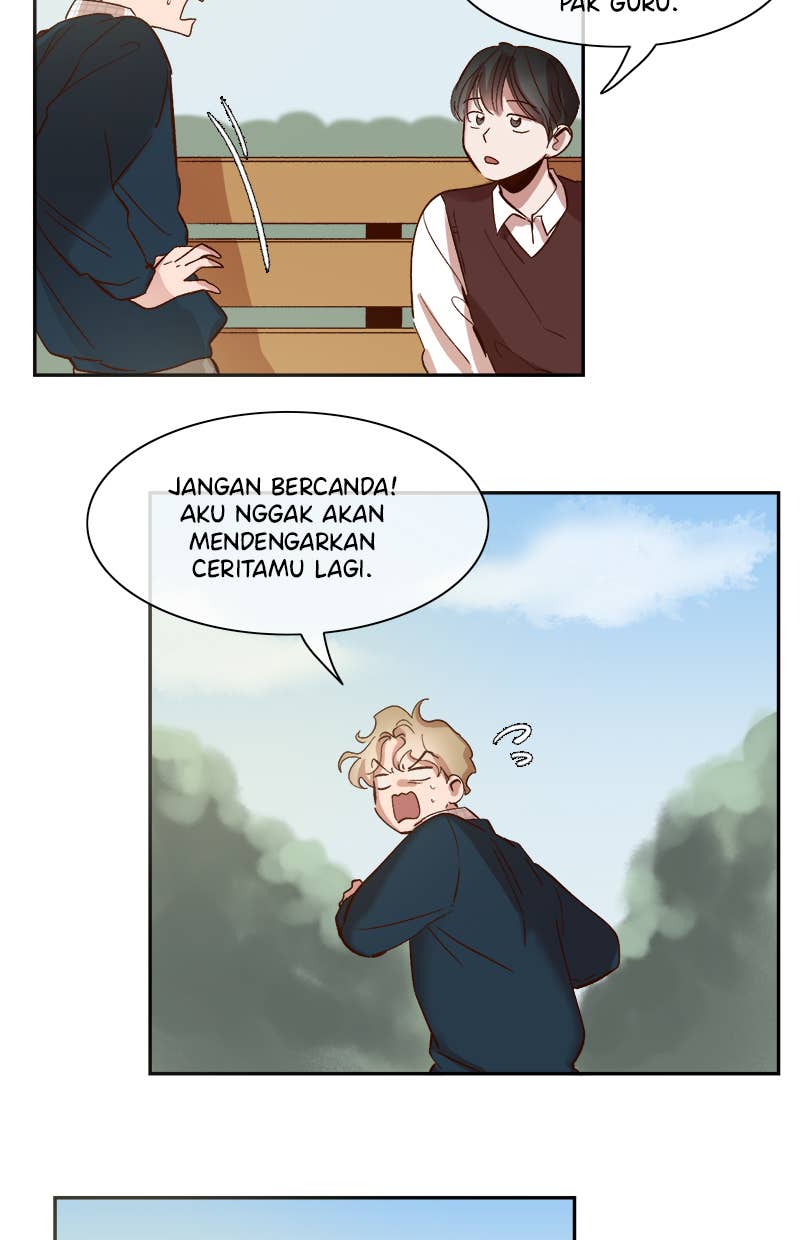 PAK GURU.
JANGAN BERCANDA!
AKU NGGAK AKAN
MENDENGARKAN
CERITAMU LAGI.